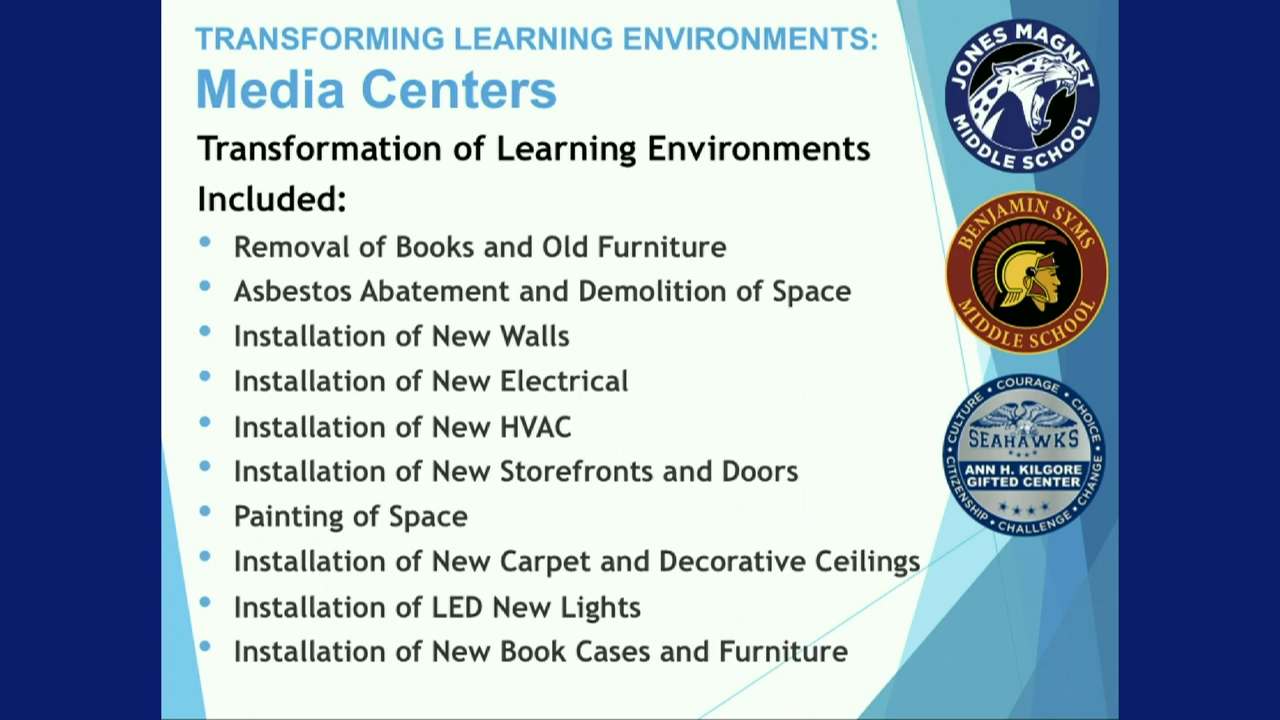 TRANSFORMING LEARNING ENVIRONMENTS:
Media Centers
Transformation of Learning Environments
Included:
• Removal of Books and Old Furniture
• Asbestos Abatement and Demolition of Space
• Installation of New Walls
• Installation of New Electrical
• Installation of New HVAC
• Installation of New Storefronts and Doors
• Painting of Space
• Installation of New Carpet and Decorative Ceilings
• Installation of LED New Lights
• Installation of New Book Cases and Furniture
JONES MAGNET
MIDDLE SCHOOL
BENJAMIN SYMS
MIDDLE SCHOOL
CULTURE • COURAGE • CHOICE
SEAHAWKS
ANN H. KILGORE
GIFTED CENTER
CITIZENSHIP • CHALLENGE • CHANGE